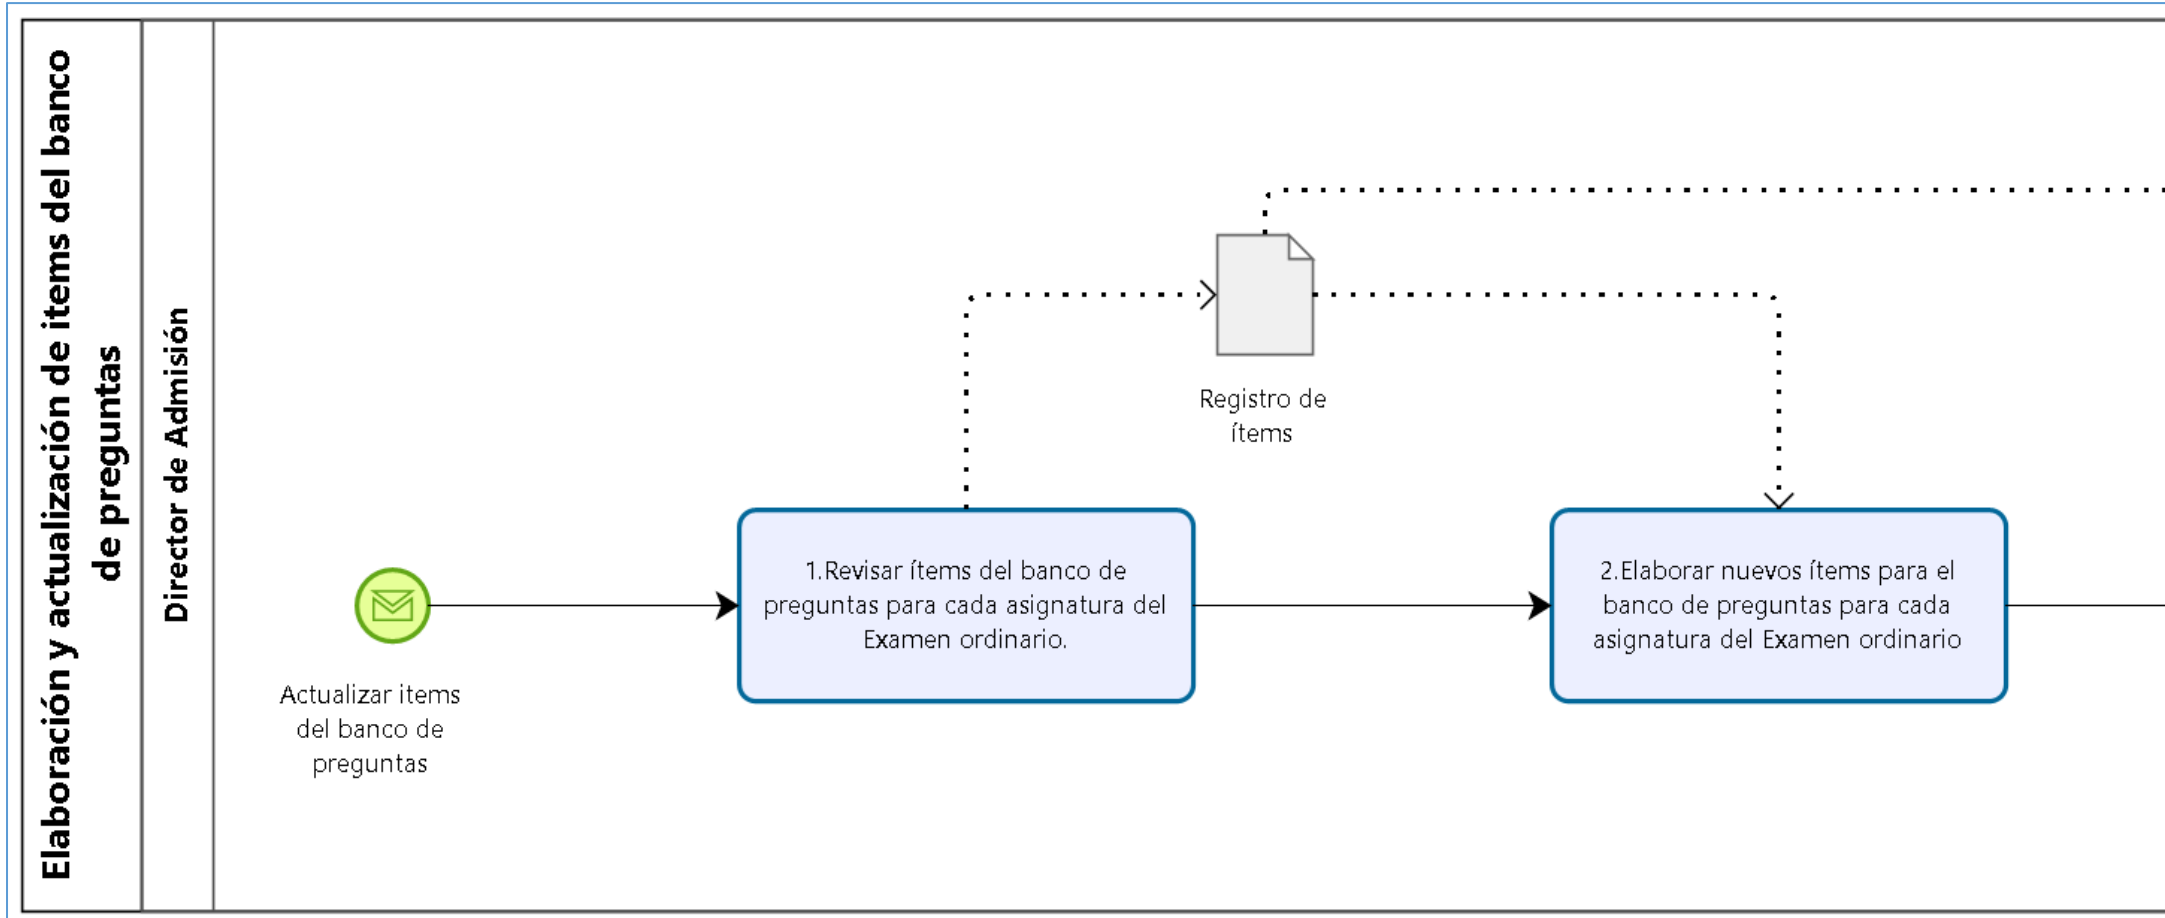 Elaboración y actualización de items del banco
de preguntas
Director de Admisión
Registro de
ítems
Actualizar items
del banco de
preguntas
1.Revisar ítems del banco de
preguntas para cada asignatura del
Examen ordinario.
2.Elaborar nuevos ítems para el
banco de preguntas para cada
asignatura del Examen ordinario